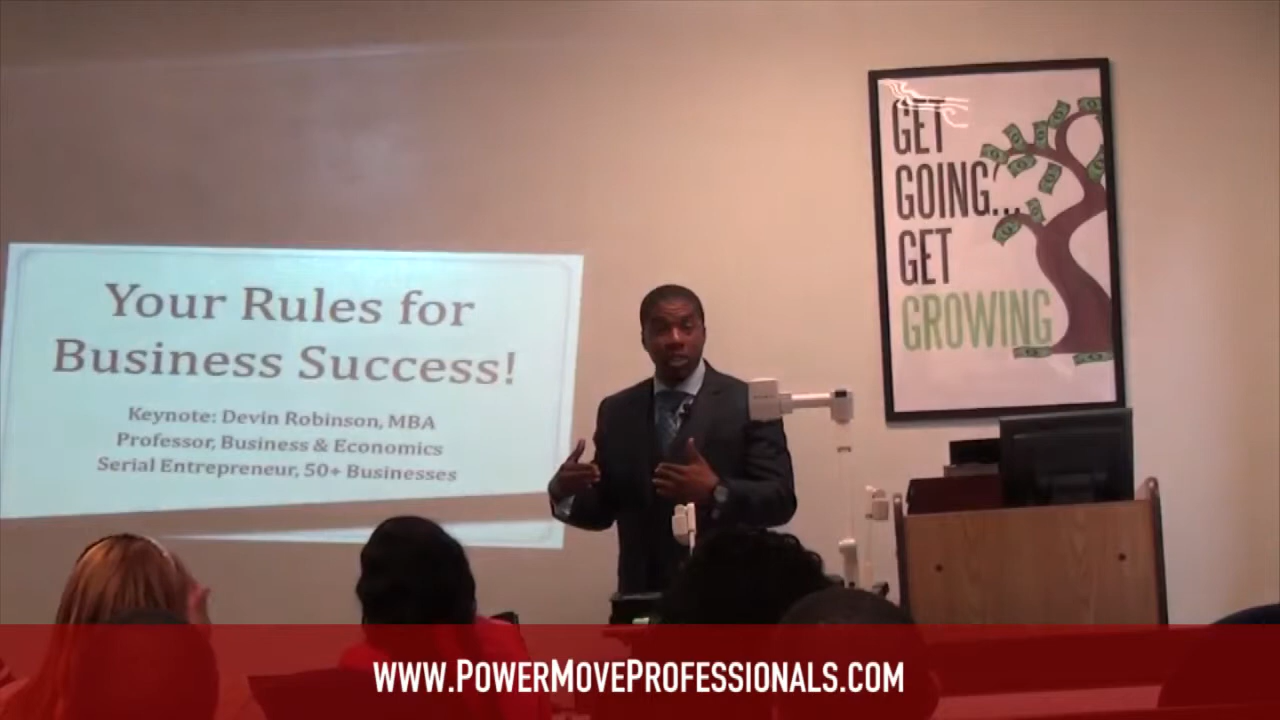 Your Rules for
Business Success!
Keynote: Devin Robinson, MBA
Professor, Business & Economics
Serial Entrepreneur, 50+ Businesses
GET
GOING...
GET
GROWING
WWW.POWERMOVEPROFESSIONALS.COM